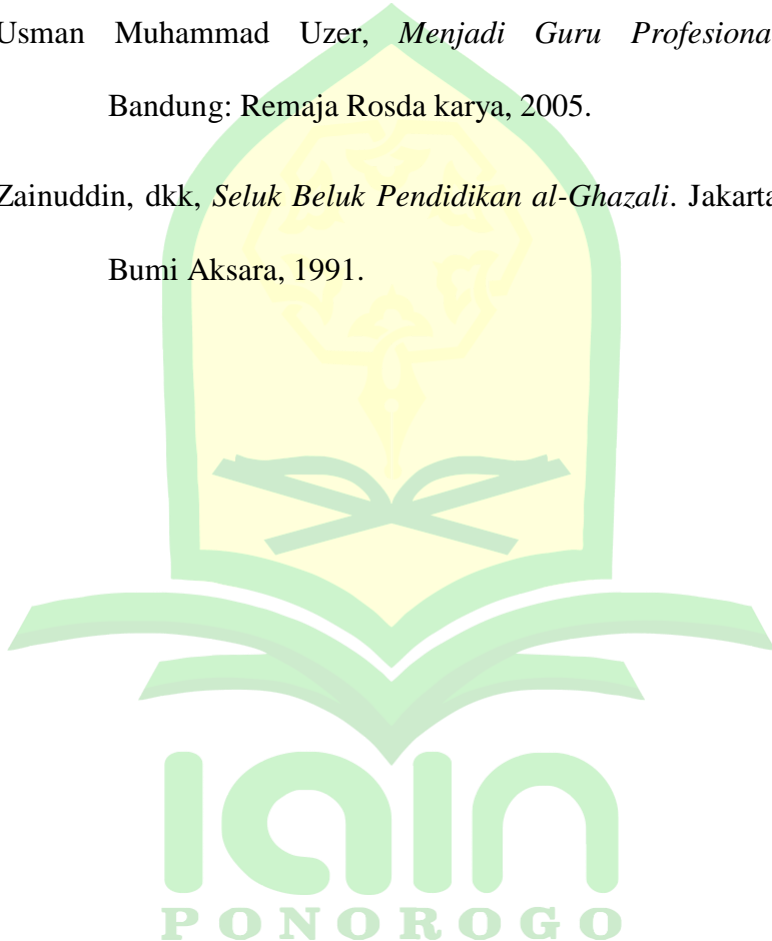 Usman Muhammad Uzer, Menjadi Guru Profesiona
Bandung: Remaja Rosda karya, 2005.
Zainuddin, dkk, Seluk Beluk Pendidikan al-Ghazali. Jakarta
Bumi Aksara, 1991.
IAIN
PONOROGO